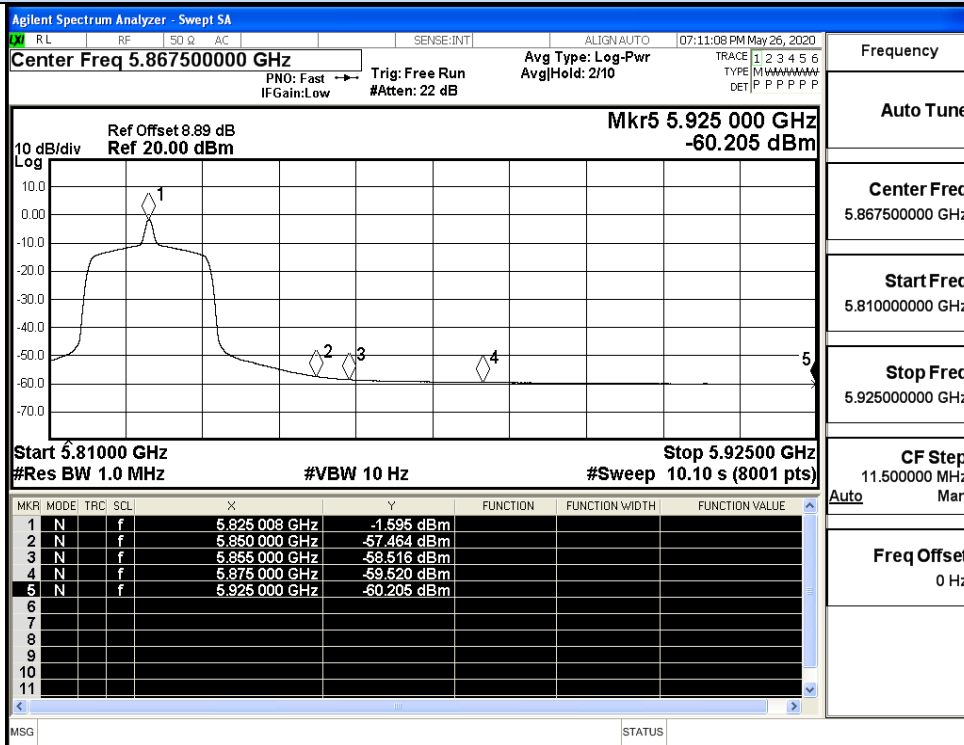 Agilent Spectrum Analyzer - Swept SA
LXI RL RF 50 Ω AC SENSE:INT ALIGN AUTO 07:11:08 PM May 26, 2020
Center Freq 5.867500000 GHz
PNO: Fast
IFGain:Low
Trig: Free Run
#Atten: 22 dB
Avg Type: Log-Pwr
Avg|Hold: 2/10
TRACE 1 2 3 4 5 6
TYPE M WWWWW
DET P P P P P P
Ref Offset 8.89 dB
10 dB/div Ref 20.00 dBm
Log
Mkr5 5.925 000 GHz
-60.205 dBm
10.0
0.00
-10.0
-20.0
-30.0
-40.0
-50.0
-60.0
-70.0
1
2
3
4
5
Start 5.81000 GHz Stop 5.92500 GHz
#Res BW 1.0 MHz #VBW 10 Hz #Sweep 10.10 s (8001 pts)
MKR MODE TRC SCL X Y FUNCTION FUNCTION WIDTH FUNCTION VALUE
1 N f 5.825 008 GHz -1.595 dBm
2 N f 5.850 000 GHz -57.464 dBm
3 N f 5.855 000 GHz -58.516 dBm
4 N f 5.875 000 GHz -59.520 dBm
5 N f 5.925 000 GHz -60.205 dBm
6
7
8
9
10
11
MSG STATUS
Frequency
Auto Tune
Center Freq
5.867500000 GHz
Start Freq
5.810000000 GHz
Stop Freq
5.925000000 GHz
CF Step
11.500000 MHz
Auto Man
Freq Offset
0 Hz